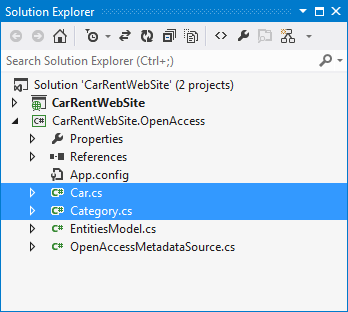 Solution Explorer
Search Solution Explorer (Ctrl+;)
Solution 'CarRentWebSite' (2 projects)
CarRentWebSite
C# CarRentWebSite.OpenAccess
Properties
References
App.config
C# Car.cs
C# Category.cs
C# EntitiesModel.cs
C# OpenAccessMetadataSource.cs